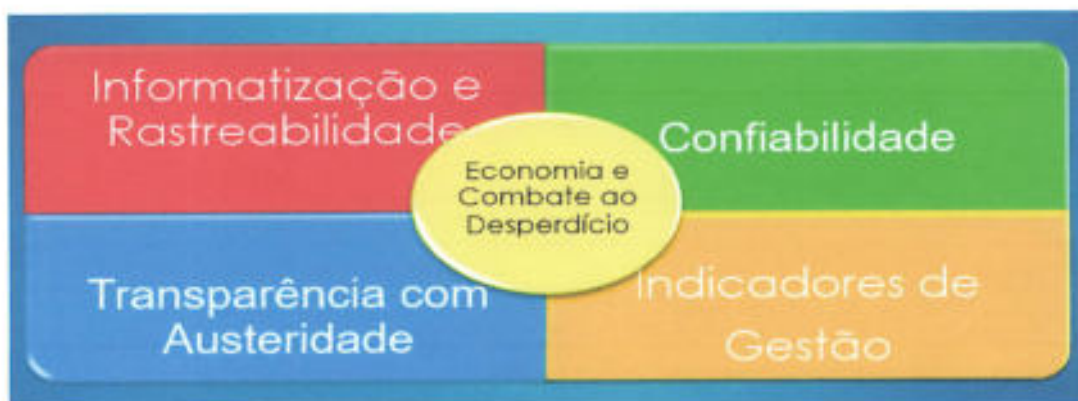 Informatização e
Rastreabilidade
Confiabilidade
Economia e
Combate ao
Desperdício
Transparência com
Austeridade
Indicadores de
Gestão